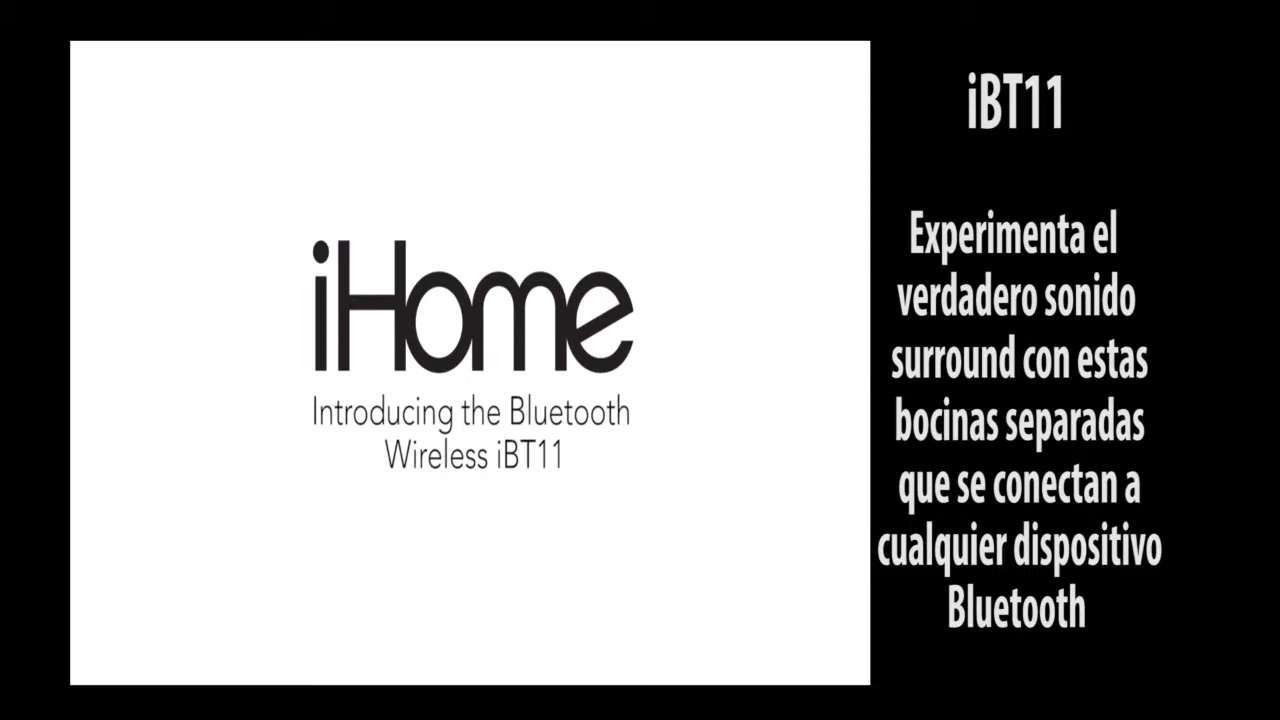 iHome
Introducing the Bluetooth
Wireless iBT11
iBT11
Experimenta el
verdadero sonido
surround con estas
bocinas separadas
que se conectan a
cualquier dispositivo
Bluetooth